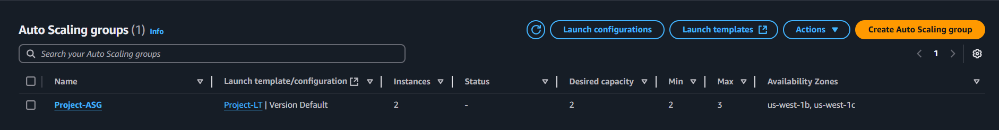 Auto Scaling groups (1) Info
Launch configurations Launch templates Actions Create Auto Scaling group
Search your Auto Scaling groups
1
Name Launch template/configuration Instances Status Desired capacity Min Max Availability Zones
Project-ASG Project-LT | Version Default 2 - 2 2 3 us-west-1b, us-west-1c